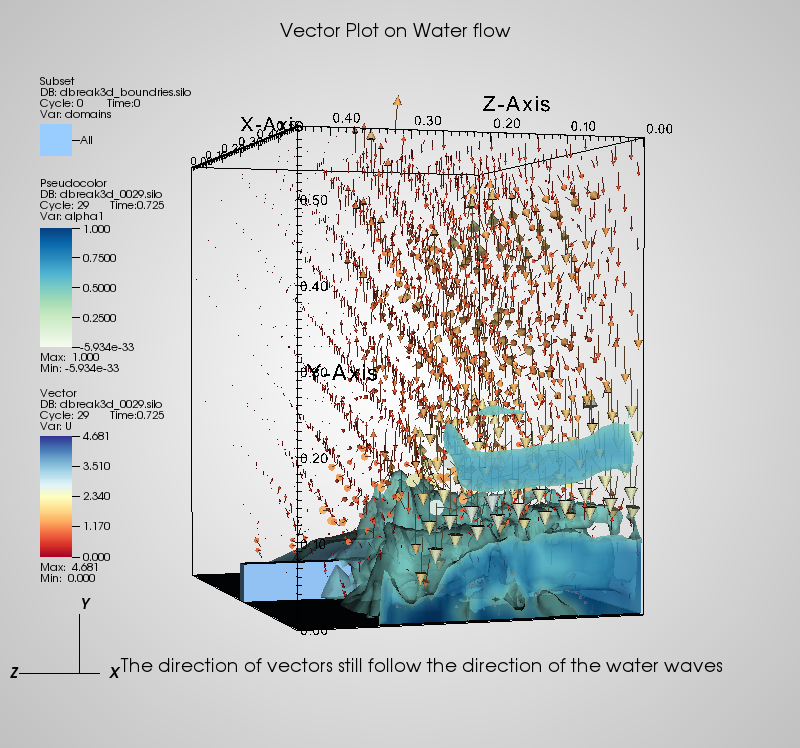 Vector Plot on Water flow
Subset
DB: dbreak3d_boundries.silo
Cycle: 0 Time:0
Var: domains
All
Pseudocolor
DB: dbreak3d_0029.silo
Cycle: 29 Time:0.725
Var: alpha1
1.000
0.7500
0.5000
0.2500
-5.934e-33
Max: 1.000
Min: -5.934e-33
Vector
DB: dbreak3d_0029.silo
Cycle: 29 Time:0.725
Var: U
4.681
3.510
2.340
1.170
0.000
Max: 4.681
Min: 0.000
X-Axis
Z-Axis
0.40
0.30
0.20
0.10
0.00
0.50
0.40
Y-Axis
0.20
0.10
0.00
Y
Z
X
The direction of vectors still follow the direction of the water waves